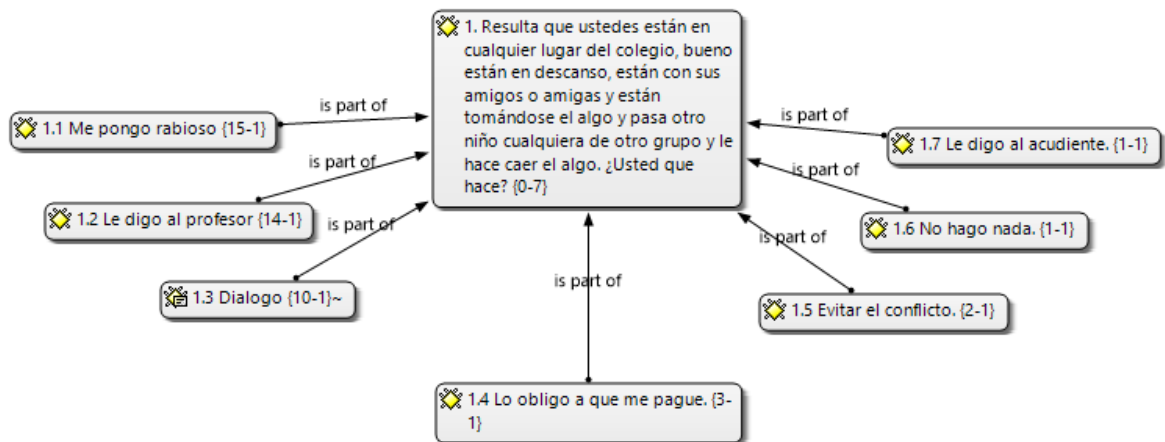 1. Resulta que ustedes están en
cualquier lugar del colegio, bueno
están en descanso, están con sus
amigos o amigas y están
tomándose el algo y pasa otro
niño cualquiera de otro grupo y le
hace caer el algo. ¿Usted que
hace? {0-7}
is part of
1.1 Me pongo rabioso {15-1}
is part of
1.2 Le digo al profesor {14-1}
is part of
1.3 Dialogo {10-1}~
is part of
1.4 Lo obligo a que me pague. {3-
1}
is part of
1.5 Evitar el conflicto. {2-1}
is part of
1.6 No hago nada. {1-1}
is part of
1.7 Le digo al acudiente. {1-1}